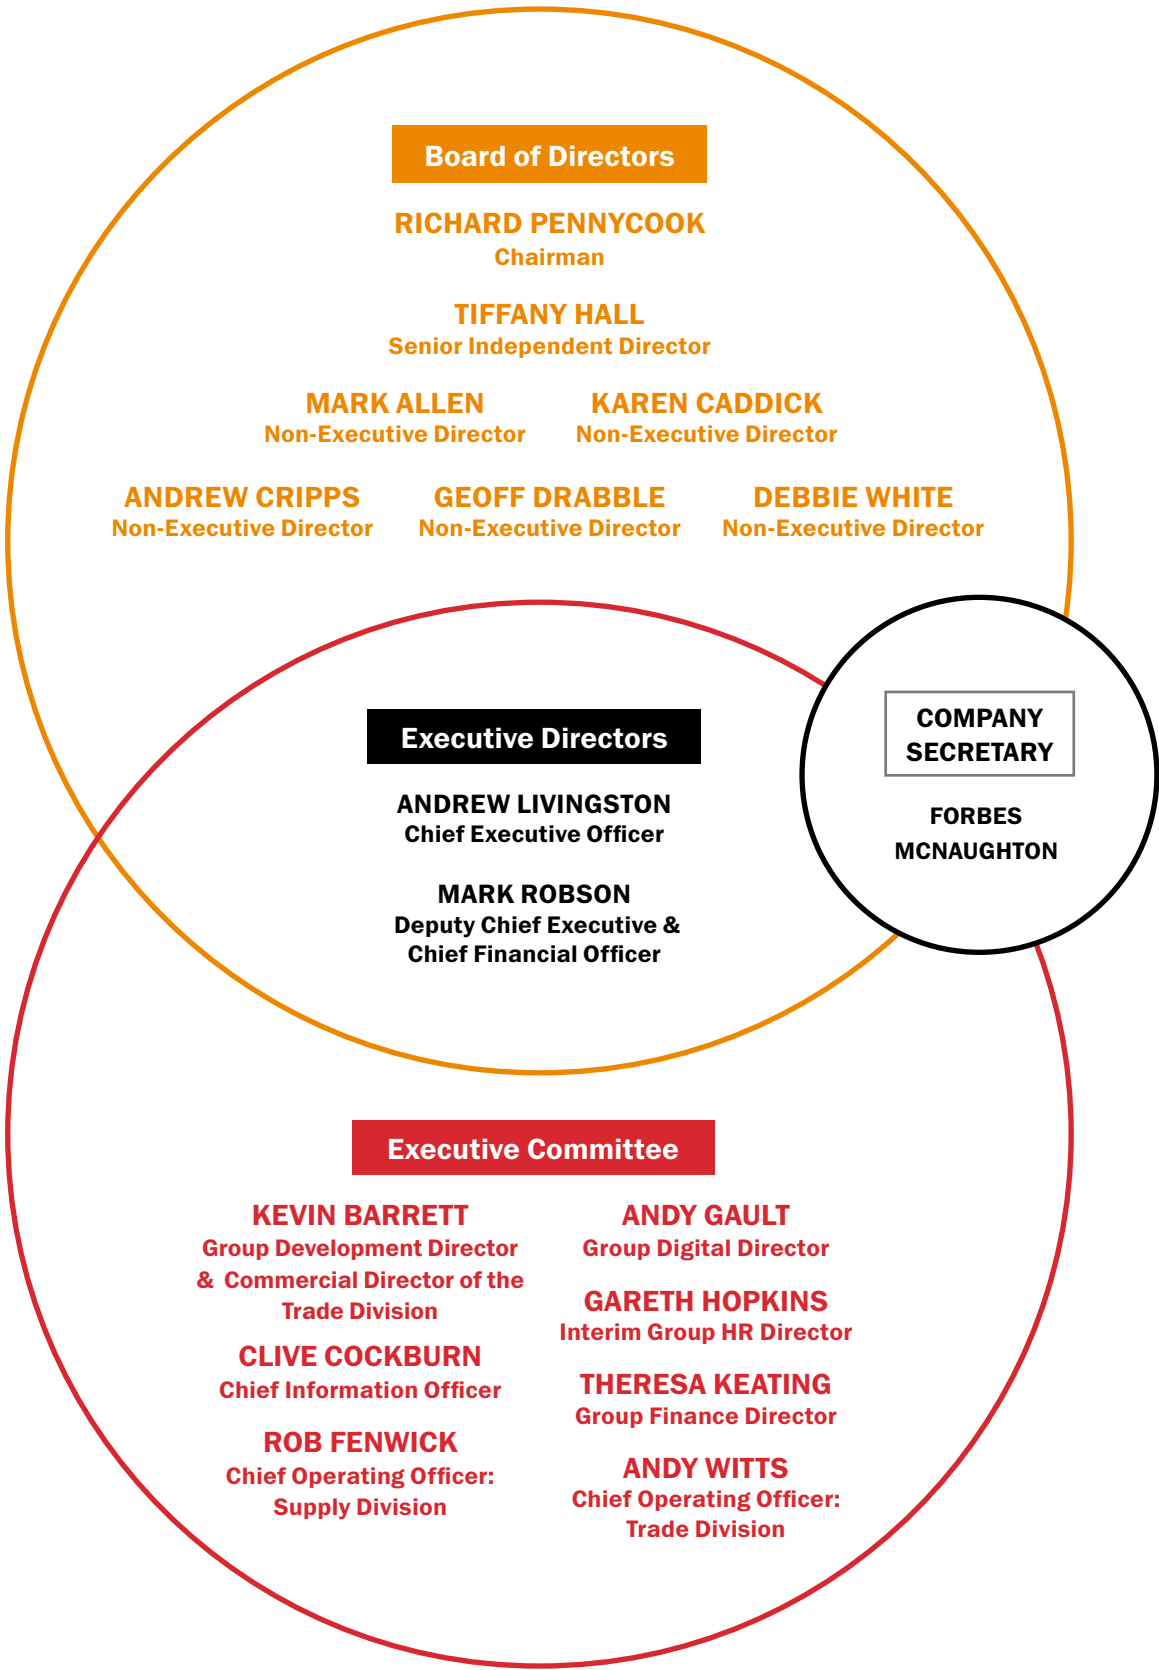 Board of Directors
RICHARD PENNYCOOK
Chairman
TIFFANY HALL
Senior Independent Director
MARK ALLEN
Non-Executive Director
KAREN CADDICK
Non-Executive Director
ANDREW CRIPPS
Non-Executive Director
GEOFF DRABBLE
Non-Executive Director
DEBBIE WHITE
Non-Executive Director
Executive Directors
ANDREW LIVINGSTON
Chief Executive Officer
MARK ROBSON
Deputy Chief Executive &
Chief Financial Officer
COMPANY
SECRETARY
FORBES
MCNAUGHTON
Executive Committee
KEVIN BARRETT
Group Development Director
& Commercial Director of the
Trade Division
CLIVE COCKBURN
Chief Information Officer
ROB FENWICK
Chief Operating Officer:
Supply Division
ANDY GAULT
Group Digital Director
GARETH HOPKINS
Interim Group HR Director
THERESA KEATING
Group Finance Director
ANDY WITTS
Chief Operating Officer:
Trade Division